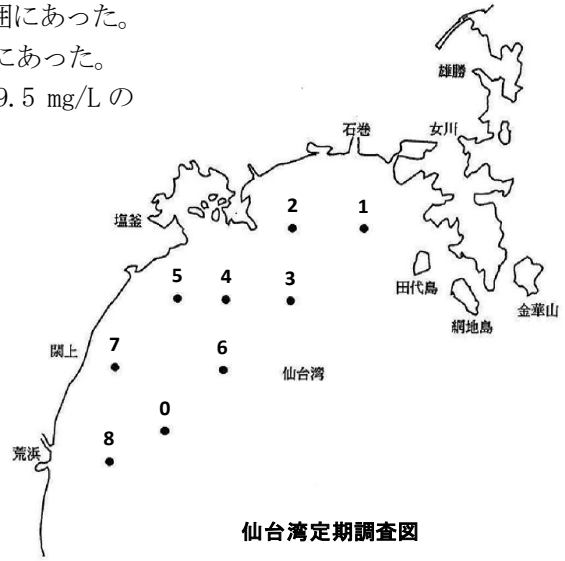 囲にあった。
にあった。
9.5 mg/L の
雄勝
石巻
女川
塩釜
2
1
5
4
3
田代島
網地島
金華山
閖上
7
6
仙台湾
0
荒浜
8
仙台湾定期調査図